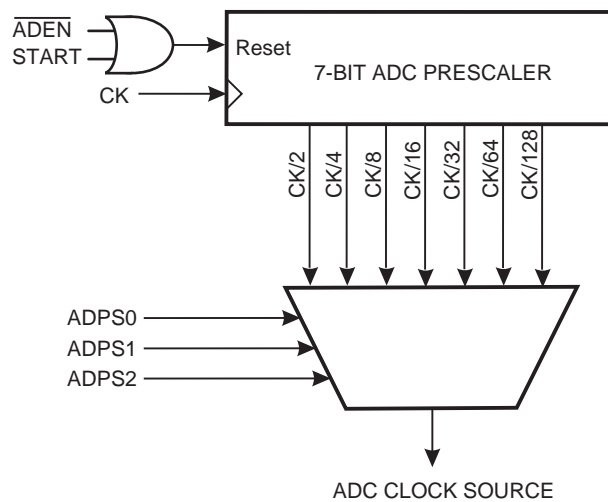 ADEN
START
Reset
7-BIT ADC PRESCALER
CK
CK/2
CK/4
CK/8
CK/16
CK/32
CK/64
CK/128
ADPS0
ADPS1
ADPS2
ADC CLOCK SOURCE